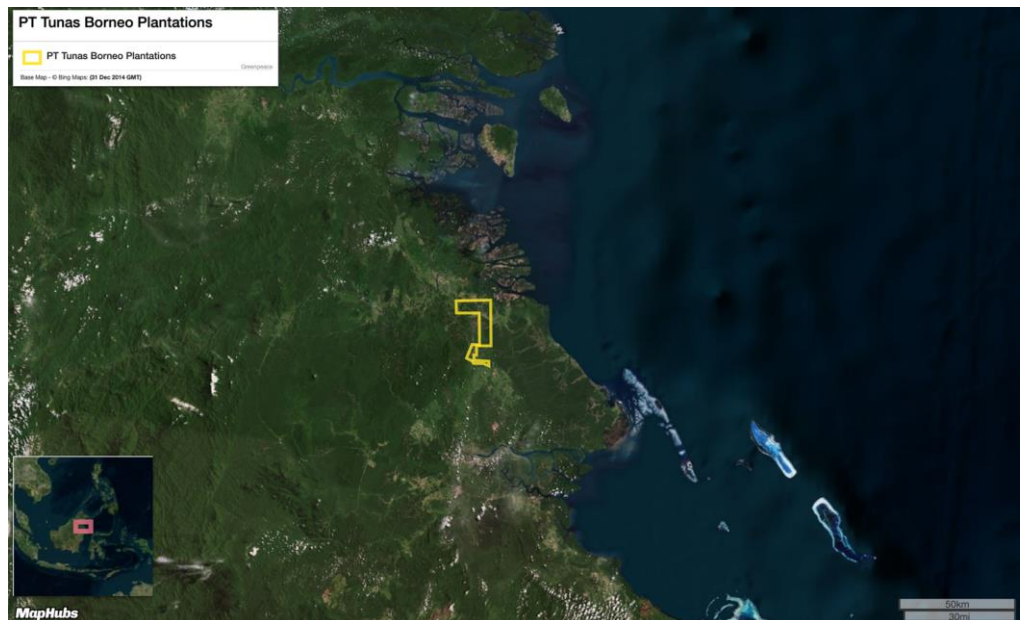 PT Tunas Borneo Plantations
PT Tunas Borneo Plantations
Greenpeace
Base Map - © Bing Maps: (31 Dec 2014 GMT)
MapHubs
50km
30mi